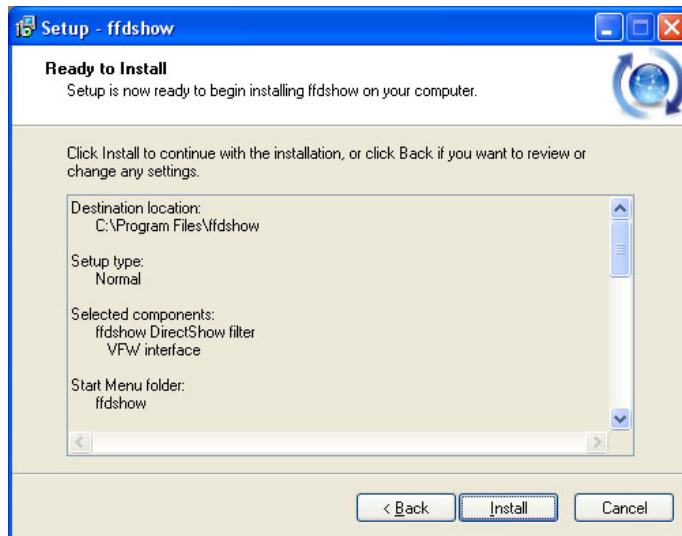 Setup - ffdshow
Ready to Install
Setup is now ready to begin installing ffdshow on your computer.
Click Install to continue with the installation, or click Back if you want to review or
change any settings.
Destination location:
C:\Program Files\ffdshow
Setup type:
Normal
Selected components:
ffdshow DirectShow filter
VFW interface
Start Menu folder:
ffdshow
< Back
Install
Cancel